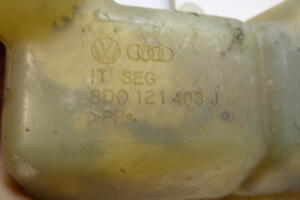 IT SEG
8D0 121 403 J
>PP<